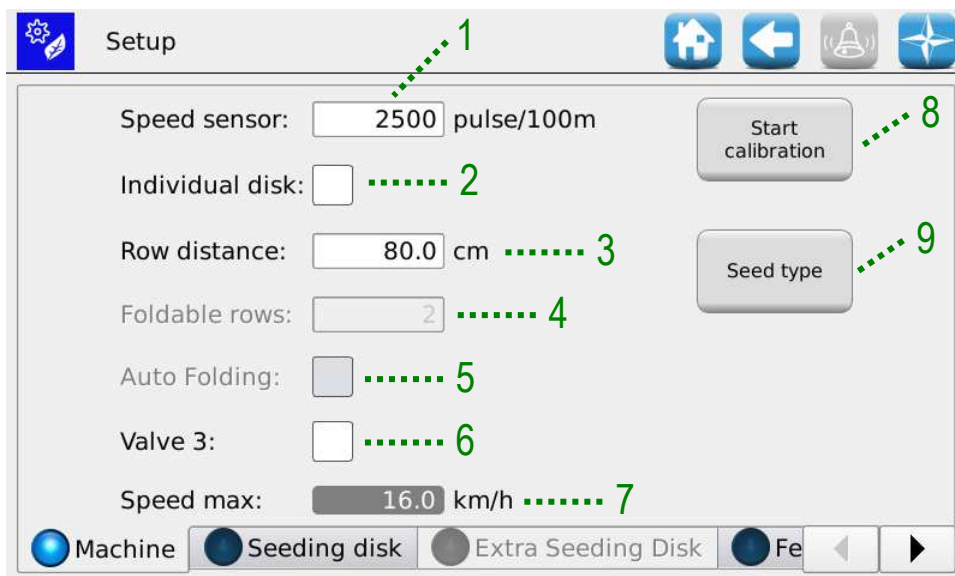 Setup
1
Speed sensor: 2500 pulse/100m
Start
calibration
8
Individual disk: 2
Row distance: 80.0 cm 3
Seed type
9
Foldable rows: 2 4
Auto Folding: 5
Valve 3: 6
Speed max: 16.0 km/h 7
Machine Seeding disk Extra Seeding Disk Fe